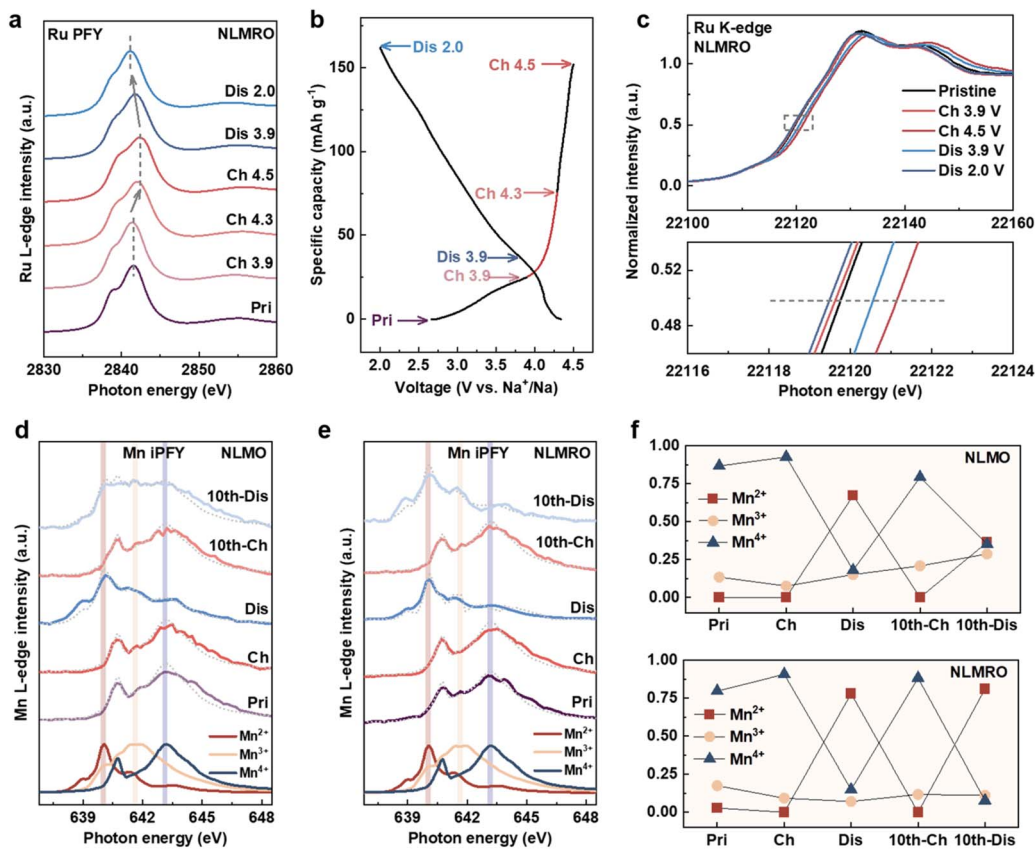 a
Ru PFY NLMRO
Dis 2.0
Dis 3.9
Ch 4.5
Ch 4.3
Ch 3.9
Pri
Ru L-edge intensity (a.u.)
2830 2840 2850 2860
Photon energy (eV)
b
Dis 2.0
Ch 4.5
Ch 4.3
Dis 3.9
Ch 3.9
Pri
Specific capacity (mAh g⁻¹)
150
100
50
0
2.0 2.5 3.0 3.5 4.0 4.5
Voltage (V vs. Na⁺/Na)
c
Ru K-edge
NLMRO
Pristine
Ch 3.9 V
Ch 4.5 V
Dis 3.9 V
Dis 2.0 V
Normalized intensity (a.u.)
1.0
0.5
0.0
22100 22120 22140 22160
0.52
0.48
22116 22118 22120 22122 22124
Photon energy (eV)
d
Mn iPFY NLMO
10th-Dis
10th-Ch
Dis
Ch
Pri
Mn²⁺
Mn³⁺
Mn⁴⁺
Mn L-edge intensity (a.u.)
639 642 645 648
Photon energy (eV)
e
Mn iPFY NLMRO
10th-Dis
10th-Ch
Dis
Ch
Pri
Mn²⁺
Mn³⁺
Mn⁴⁺
Mn L-edge intensity (a.u.)
639 642 645 648
Photon energy (eV)
f
NLMO
Mn²⁺
Mn³⁺
Mn⁴⁺
1.00
0.75
0.50
0.25
0.00
Pri Ch Dis 10th-Ch 10th-Dis
NLMRO
Mn²⁺
Mn³⁺
Mn⁴⁺
1.00
0.75
0.50
0.25
0.00
Pri Ch Dis 10th-Ch 10th-Dis